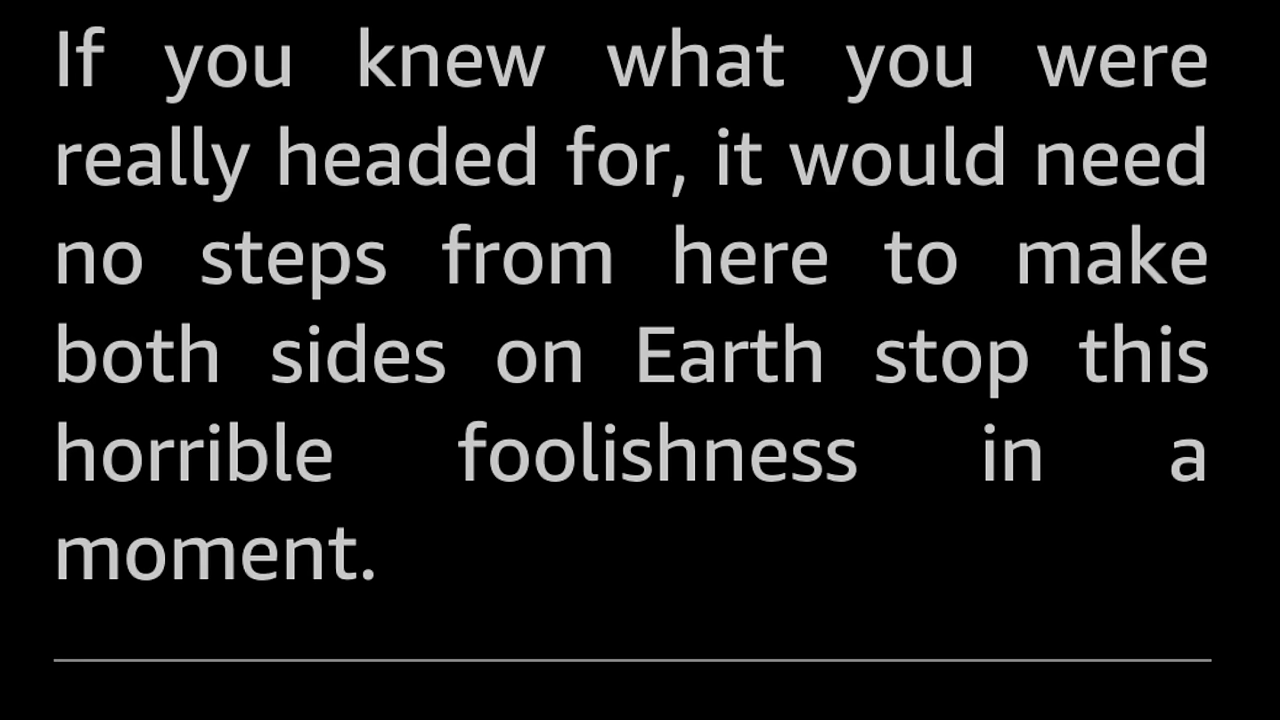 If you knew what you were
really headed for, it would need
no steps from here to make
both sides on Earth stop this
horrible foolishness in a
moment.